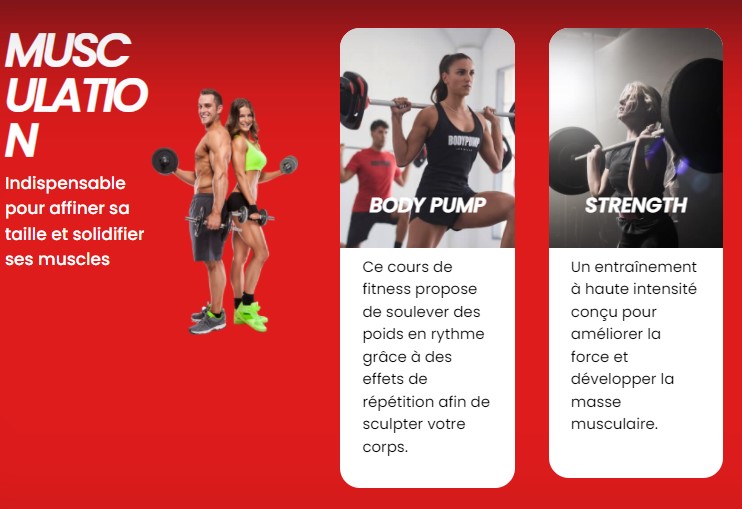 MUSC
ULATIO
N
Indispensable
pour affiner sa
taille et solidifier
ses muscles
BODYPUMP
BODY PUMP
Ce cours de
fitness propose
de soulever des
poids en rythme
grâce à des
effets de
répétition afin de
sculpter votre
corps.
STRENGTH
Un entraînement
à haute intensité
conçu pour
améliorer la
force et
développer la
masse
musculaire.